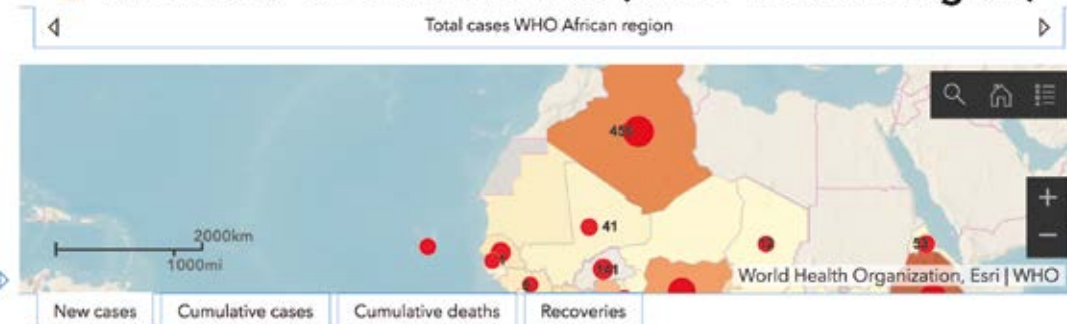 Total cases WHO African region
41
2000km
1000mi
World Health Organization, Esri | WHO
New cases
Cumulative cases
Cumulative deaths
Recoveries